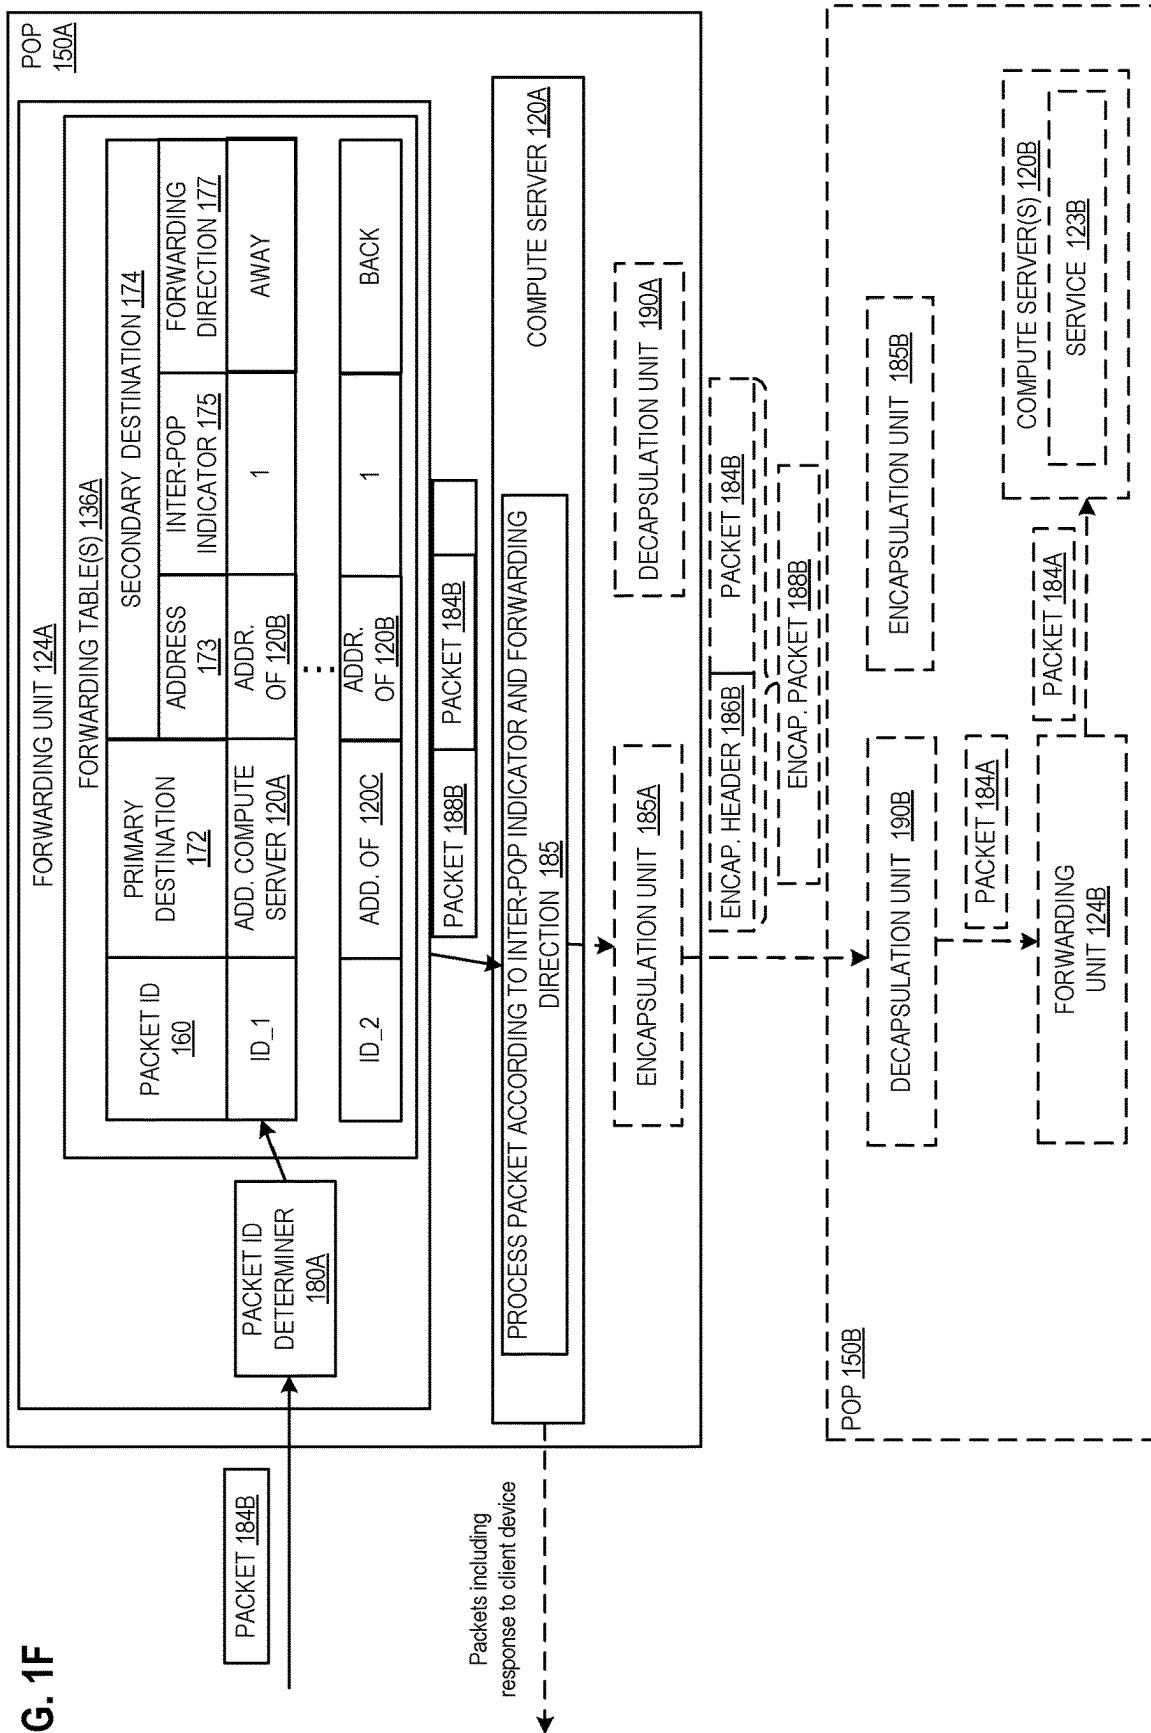 G. 1F
PACKET 184B
Packets including
response to client device
POP
150A
FORWARDING UNIT 124A
FORWARDING TABLE(S) 136A
PACKET ID
DETERMINER
180A
PACKET ID
160
PRIMARY
DESTINATION
172
SECONDARY DESTINATION 174
ADDRESS
173
INTER-POP
INDICATOR 175
FORWARDING
DIRECTION 177
ID_1
ADD. COMPUTE
SERVER 120A
ADDR.
OF 120B
1
AWAY
...
ID_2
ADD. OF 120C
ADDR.
OF 120B
1
BACK
PACKET 188B
PACKET 184B
COMPUTE SERVER 120A
PROCESS PACKET ACCORDING TO INTER-POP INDICATOR AND FORWARDING
DIRECTION 185
ENCAPSULATION UNIT 185A
DECAPSULATION UNIT 190A
ENCAP. HEADER 186B
PACKET 184B
ENCAP. PACKET 188B
POP 150B
DECAPSULATION UNIT 190B
ENCAPSULATION UNIT 185B
PACKET 184A
FORWARDING
UNIT 124B
PACKET 184A
COMPUTE SERVER(S) 120B
SERVICE 123B